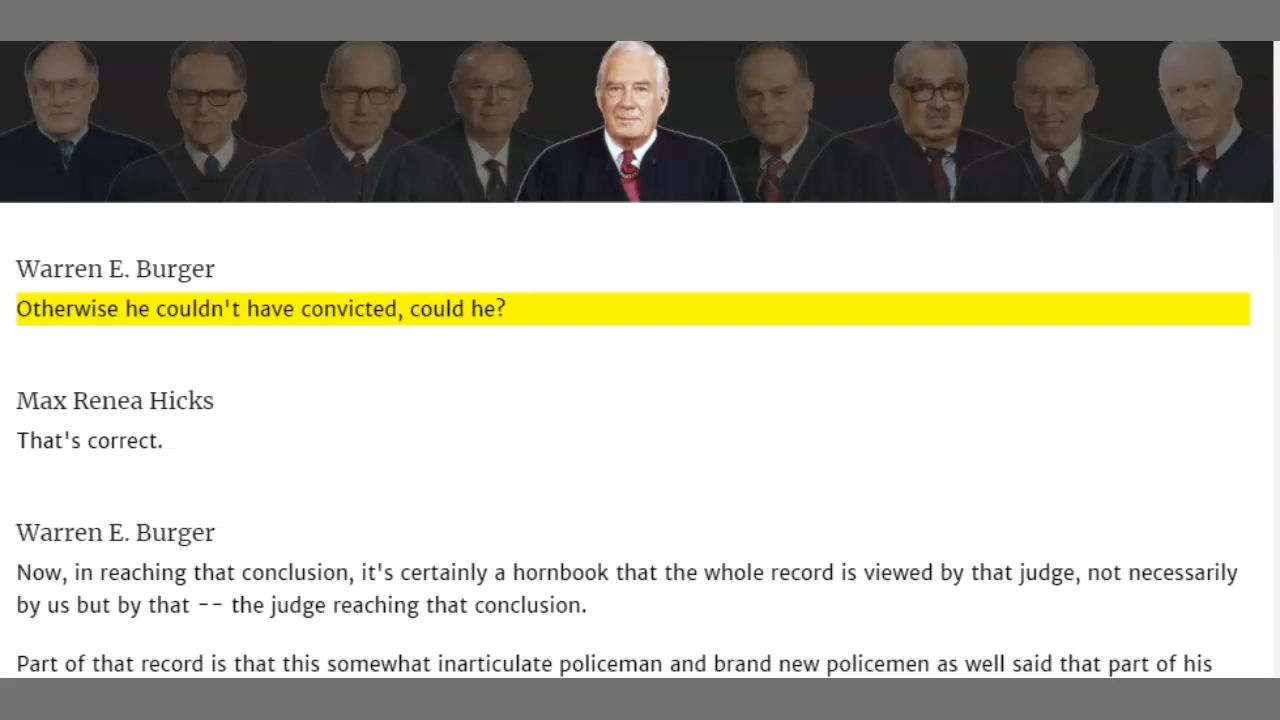 Warren E. Burger
Otherwise he couldn't have convicted, could he?
Max Renea Hicks
That's correct.
Warren E. Burger
Now, in reaching that conclusion, it's certainly a hornbook that the whole record is viewed by that judge, not necessarily
by us but by that -- the judge reaching that conclusion.
Part of that record is that this somewhat inarticulate policeman and brand new policemen as well said that part of his